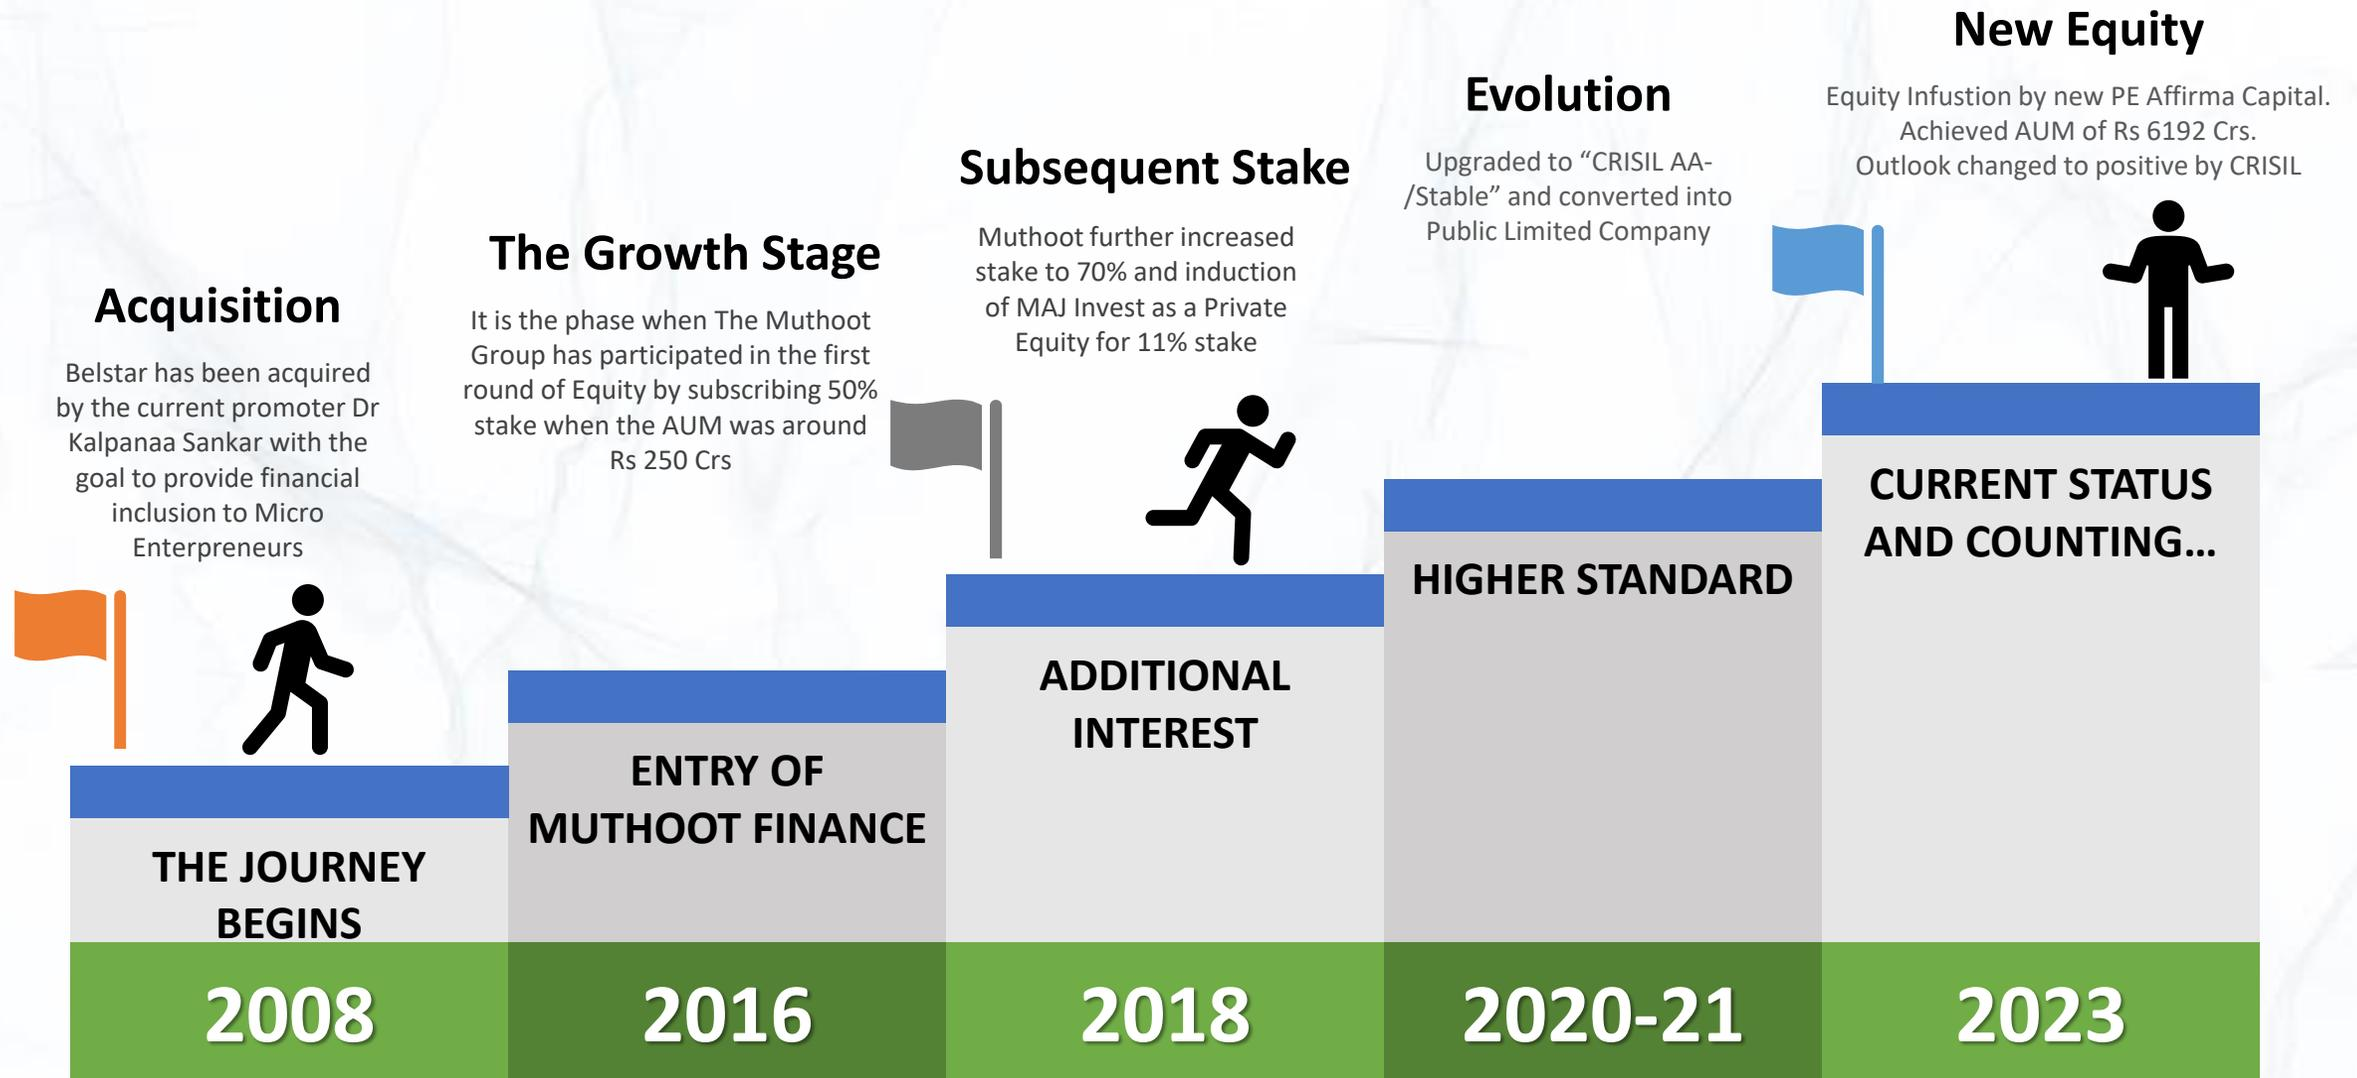 Acquisition
Belstar has been acquired
by the current promoter Dr
Kalpanaa Sankar with the
goal to provide financial
inclusion to Micro
Enterpreneurs
THE JOURNEY
BEGINS
2008
The Growth Stage
It is the phase when The Muthoot
Group has participated in the first
round of Equity by subscribing 50%
stake when the AUM was around
Rs 250 Crs
ENTRY OF
MUTHOOT FINANCE
2016
Subsequent Stake
Muthoot further increased
stake to 70% and induction
of MAJ Invest as a Private
Equity for 11% stake
ADDITIONAL
INTEREST
2018
Evolution
Upgraded to “CRISIL AA-
/Stable” and converted into
Public Limited Company
HIGHER STANDARD
2020-21
New Equity
Equity Infustion by new PE Affirma Capital.
Achieved AUM of Rs 6192 Crs.
Outlook changed to positive by CRISIL
CURRENT STATUS
AND COUNTING…
2023